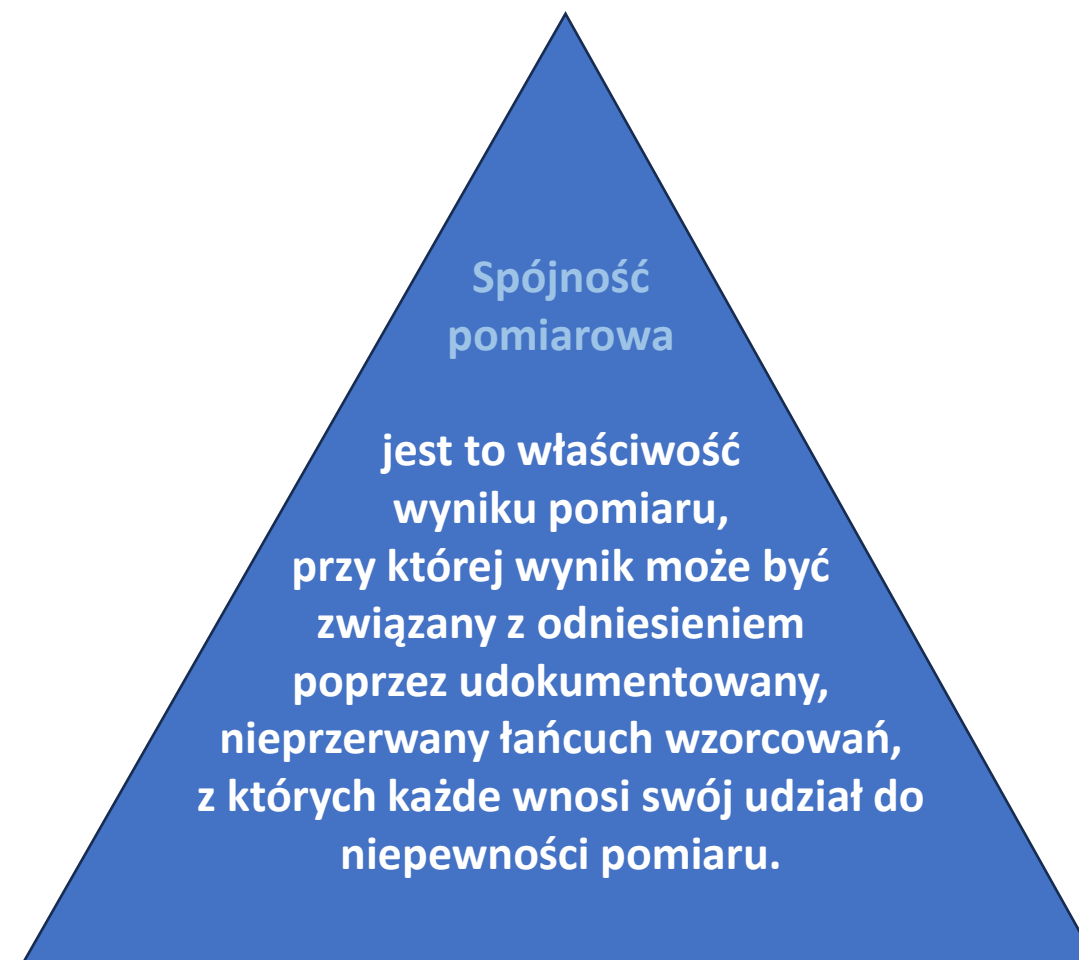 Spójność
pomiarowa
jest to właściwość
wyniku pomiaru,
przy której wynik może być
związany z odniesieniem
poprzez udokumentowany,
nieprzerwany łańcuch wzorcowań,
z których każde wnosi swój udział do
niepewności pomiaru.